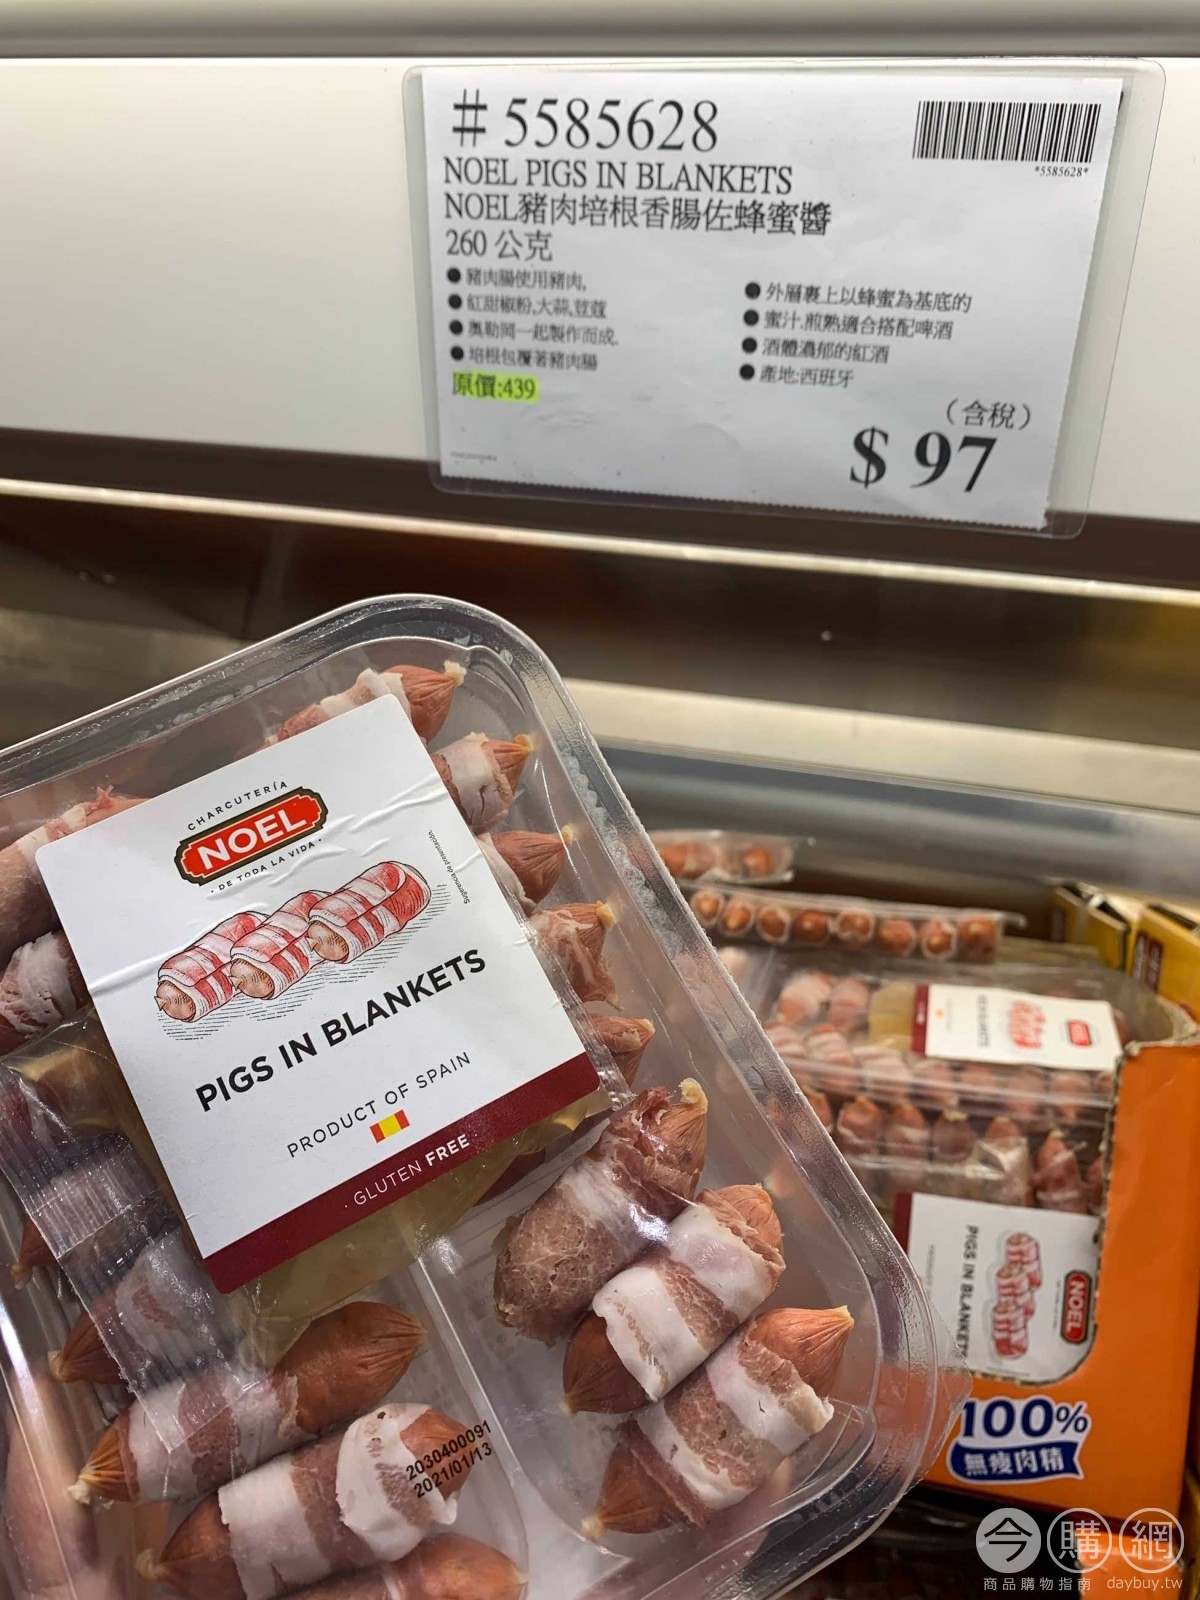 #5585628
*5585628*
NOEL PIGS IN BLANKETS
NOEL豬肉培根香腸佐蜂蜜醬
260 公克
● 豬肉腸使用豬肉,
● 紅甜椒粉,大蒜,荳蔻
● 奧勒岡一起製作而成.
● 培根包覆著豬肉腸
原價:439
● 外層裹上以蜂蜜為基底的
● 蜜汁.煎熟適合搭配啤酒
● 酒體濃郁的紅酒
● 產地:西班牙
(含稅)
$ 97
CHARCUTERÍA
NOEL
· DE TODA LA VIDA ·
Sugerencia de presentación.
PIGS IN BLANKETS
PRODUCT OF SPAIN
· GLUTEN FREE
2030400091
2021/01/13
NOEL
PIGS IN BLANKETS
100%
無瘦肉精
今購網
商品購物指南 daybuy.tw